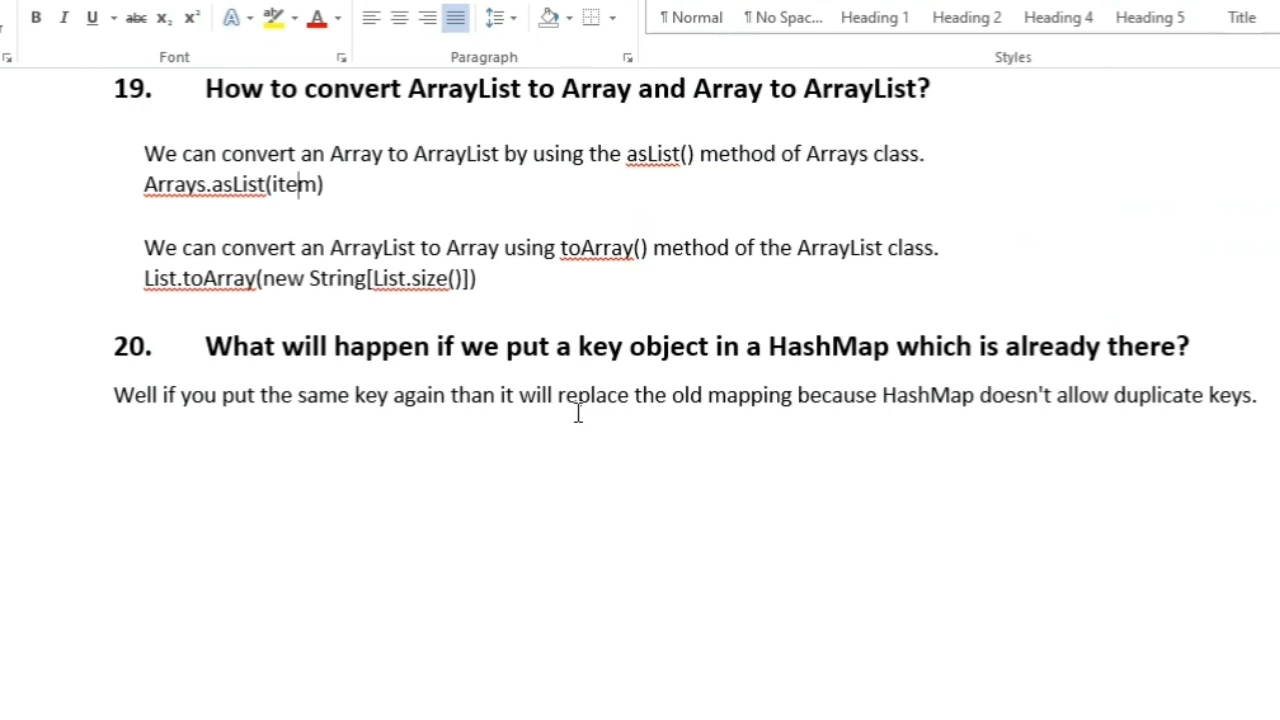 B I U abc X₂ X² A ab A
¶ Normal ¶ No Spac... Heading 1 Heading 2 Heading 4 Heading 5 Title
Font Paragraph Styles
19. How to convert ArrayList to Array and Array to ArrayList?
We can convert an Array to ArrayList by using the asList() method of Arrays class.
Arrays.asList(item)
We can convert an ArrayList to Array using toArray() method of the ArrayList class.
List.toArray(new String[List.size()])
20. What will happen if we put a key object in a HashMap which is already there?
Well if you put the same key again than it will replace the old mapping because HashMap doesn't allow duplicate keys.